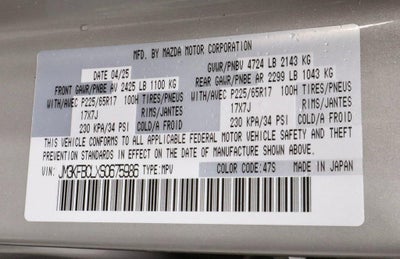 MFD. BY MAZDA MOTOR CORPORATION
DATE 04/25 GVWR/PNBV 4724 LB 2143 KG
FRONT GAWR/PNBE AV 2425 LB 1100 KG REAR GAWR/PNBE AR 2299 LB 1043 KG
WITH/AVEC P225/65R17 100H TIRES/PNEUS WITH/AVEC P225/65R17 100H TIRES/PNEUS
17X7J RIMS/JANTES 17X7J RIMS/JANTES
230 KPA/34 PSI COLD/A FROID 230 KPA/34 PSI COLD/A FROID
THIS VEHICLE CONFORMS TO ALL APPLICABLE FEDERAL MOTOR VEHICLE SAFETY AND THEFT
PREVENTION STANDARDS IN EFFECT ON THE DATE OF MANUFACTURE SHOWN ABOVE.
VIN: JM3KFBCLXS0675986 TYPE:MPV COLOR CODE:47S MADE IN JAPAN